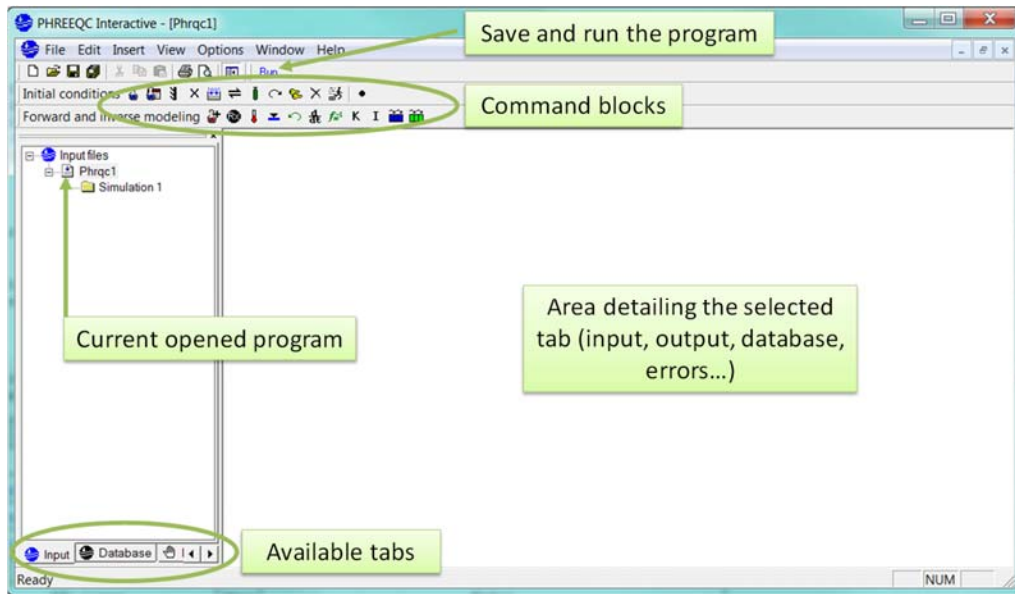 PHREEQC Interactive - [Phrqc1]
File Edit Insert View Options Window Help
Save and run the program
Run
Initial conditions
Command blocks
Forward and inverse modeling K I
Input files
Phrqc1
Simulation 1
Current opened program
Area detailing the selected
tab (input, output, database,
errors...)
Input Database
Available tabs
Ready
NUM